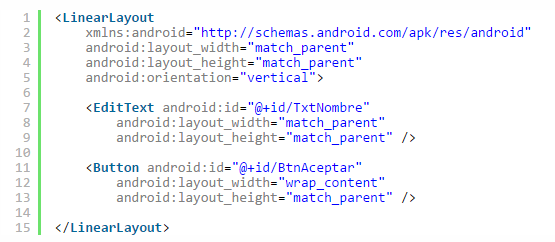 1 <LinearLayout
2 xmlns:android="http://schemas.android.com/apk/res/android"
3 android:layout_width="match_parent"
4 android:layout_height="match_parent"
5 android:orientation="vertical">
6
7 <EditText android:id="@+id/TxtNombre"
8 android:layout_width="match_parent"
9 android:layout_height="match_parent" />
10
11 <Button android:id="@+id/BtnAceptar"
12 android:layout_width="wrap_content"
13 android:layout_height="match_parent" />
14
15 </LinearLayout>